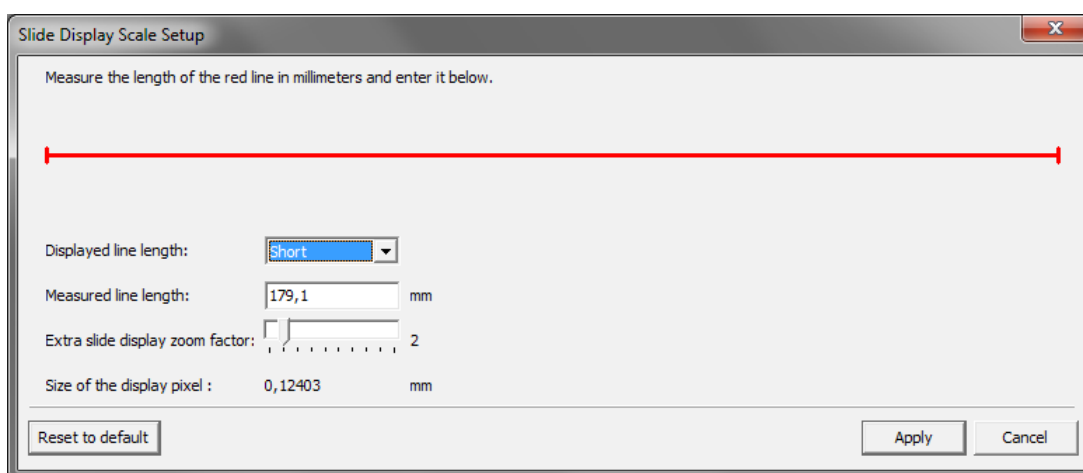 Slide Display Scale Setup
Measure the length of the red line in millimeters and enter it below.
Displayed line length: Short
Measured line length: 179,1 mm
Extra slide display zoom factor: 2
Size of the display pixel : 0,12403 mm
Reset to default Apply Cancel